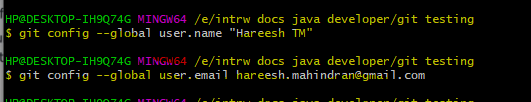 HP@DESKTOP-IH9Q74G MINGW64 /e/intrw docs java developer/git testing
$ git config --global user.name "Hareesh TM"
HP@DESKTOP-IH9Q74G MINGW64 /e/intrw docs java developer/git testing
$ git config --global user.email hareesh.mahindran@gmail.com
HP@DESKTOP-IH9Q74G MINGW64 /e/intrw docs java developer/git testing